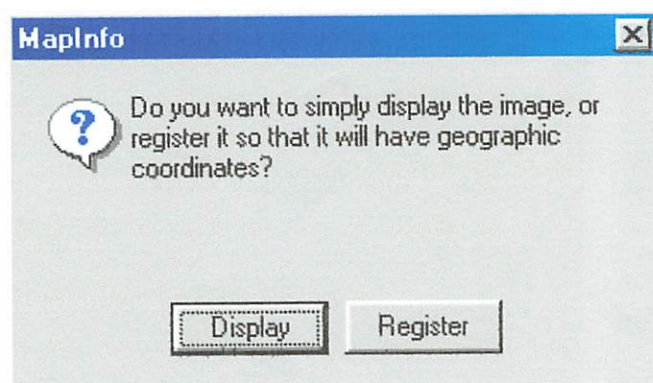 MapInfo
Do you want to simply display the image, or
register it so that it will have geographic
coordinates?
Display
Register